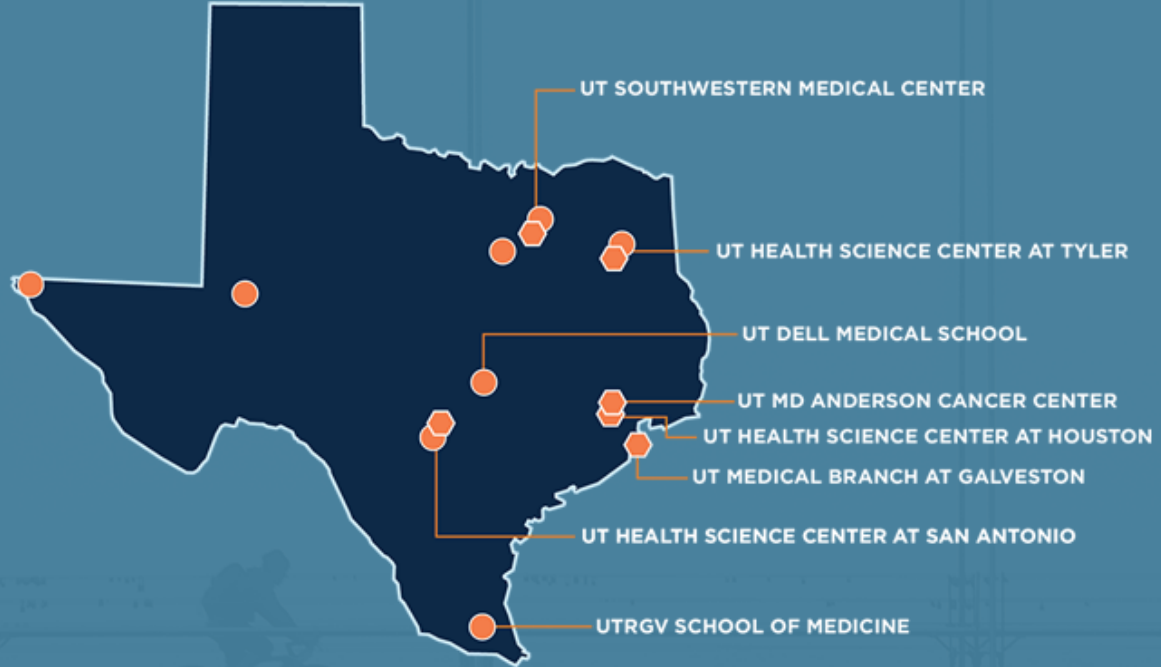 UT SOUTHWESTERN MEDICAL CENTER
UT HEALTH SCIENCE CENTER AT TYLER
UT DELL MEDICAL SCHOOL
UT MD ANDERSON CANCER CENTER
UT HEALTH SCIENCE CENTER AT HOUSTON
UT MEDICAL BRANCH AT GALVESTON
UT HEALTH SCIENCE CENTER AT SAN ANTONIO
UTRGV SCHOOL OF MEDICINE